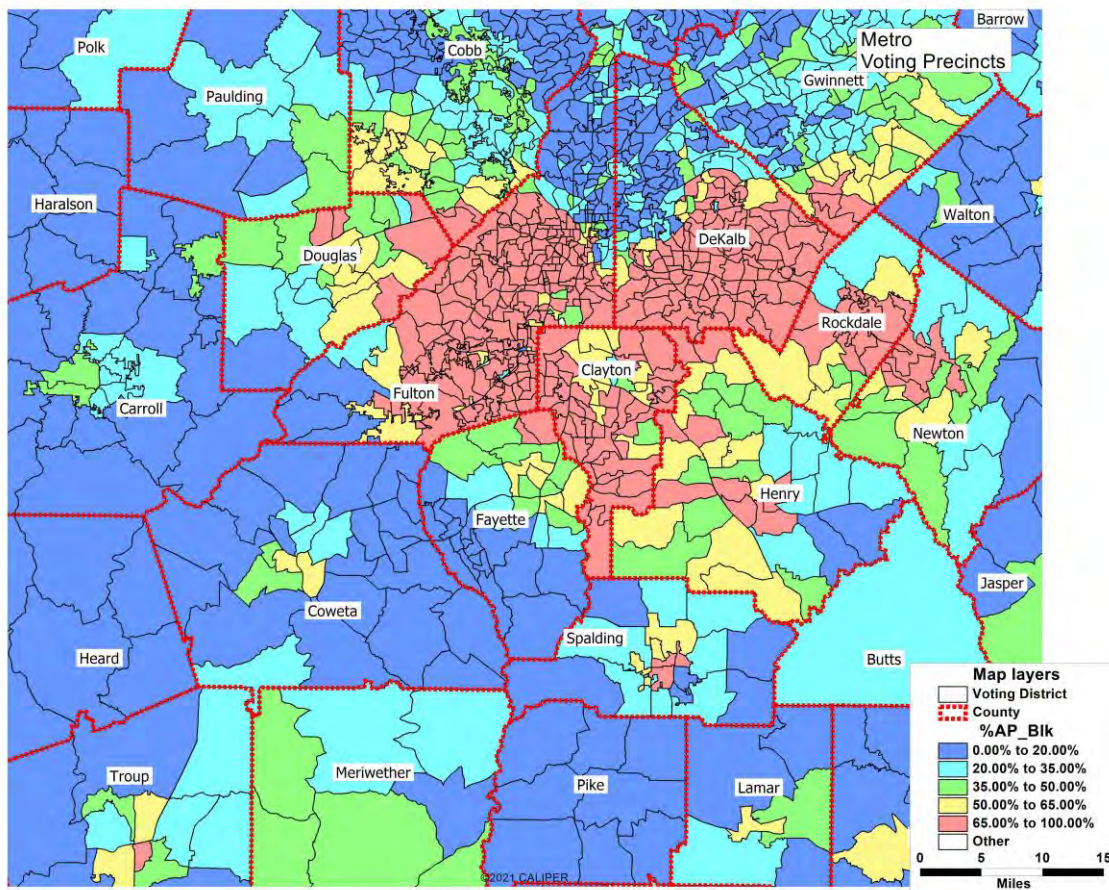 Barrow
Polk
Cobb
Metro
Voting Precincts
Gwinnett
Paulding
Haralson
Walton
DeKalb
Douglas
Rockdale
Clayton
Fulton
Carroll
Newton
Henry
Fayette
Jasper
Coweta
Spalding
Heard
Butts
Map layers
Voting District
County
%AP_Blk
0.00% to 20.00%
20.00% to 35.00%
35.00% to 50.00%
50.00% to 65.00%
65.00% to 100.00%
Other
0 5 10 15
Miles
Troup
Meriwether
Pike
Lamar
©2021 CALIPER